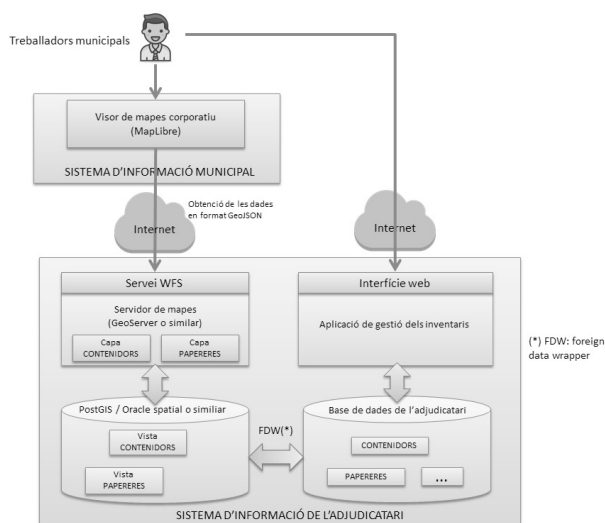 Treballadors municipals
Visor de mapes corporatiu
(MapLibre)
SISTEMA D'INFORMACIÓ MUNICIPAL
Obtenció de les dades
en format GeoJSON
Internet
Internet
Servei WFS
Servidor de mapes
(GeoServer o similar)
Capa
CONTENIDORS
Capa
PAPERERES
Interfície web
Aplicació de gestió dels inventaris
(*) FDW: foreign
data wrapper
PostGIS / Oracle spatial o similiar
Vista
CONTENIDORS
Vista
PAPERERES
FDW(*)
Base de dades de l'adjudicatari
CONTENIDORS
PAPERERES
...
SISTEMA D'INFORMACIÓ DE L'ADJUDICATARI